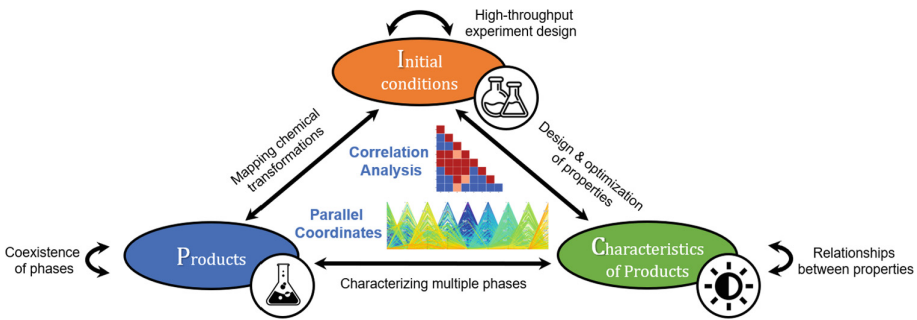 High-throughput
experiment design
Initial
conditions
Mapping chemical
transformations
Correlation
Analysis
Design & optimization
of properties
Parallel
Coordinates
Coexistence
of phases
Products
Characterizing multiple phases
Characteristics
of Products
Relationships
between properties